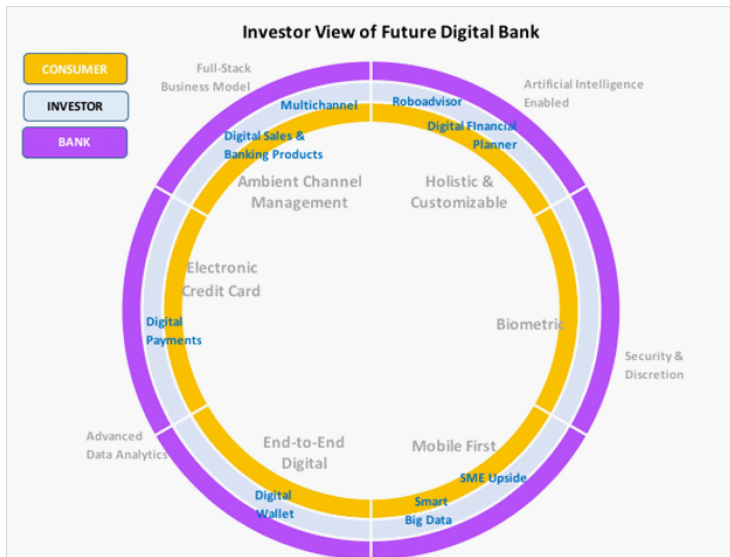 Investor View of Future Digital Bank
CONSUMER
INVESTOR
BANK
Full-Stack
Business Model
Artificial Intelligence
Enabled
Multichannel
Roboadvisor
Digital Sales &
Banking Products
Digital FInancial
Planner
Ambient Channel
Management
Holistic &
Customizable
Electronic
Credit Card
Digital
Payments
Biometric
Security &
Discretion
Advanced
Data Analytics
End-to-End
Digital
Mobile First
SME Upside
Digital
Wallet
Smart
Big Data